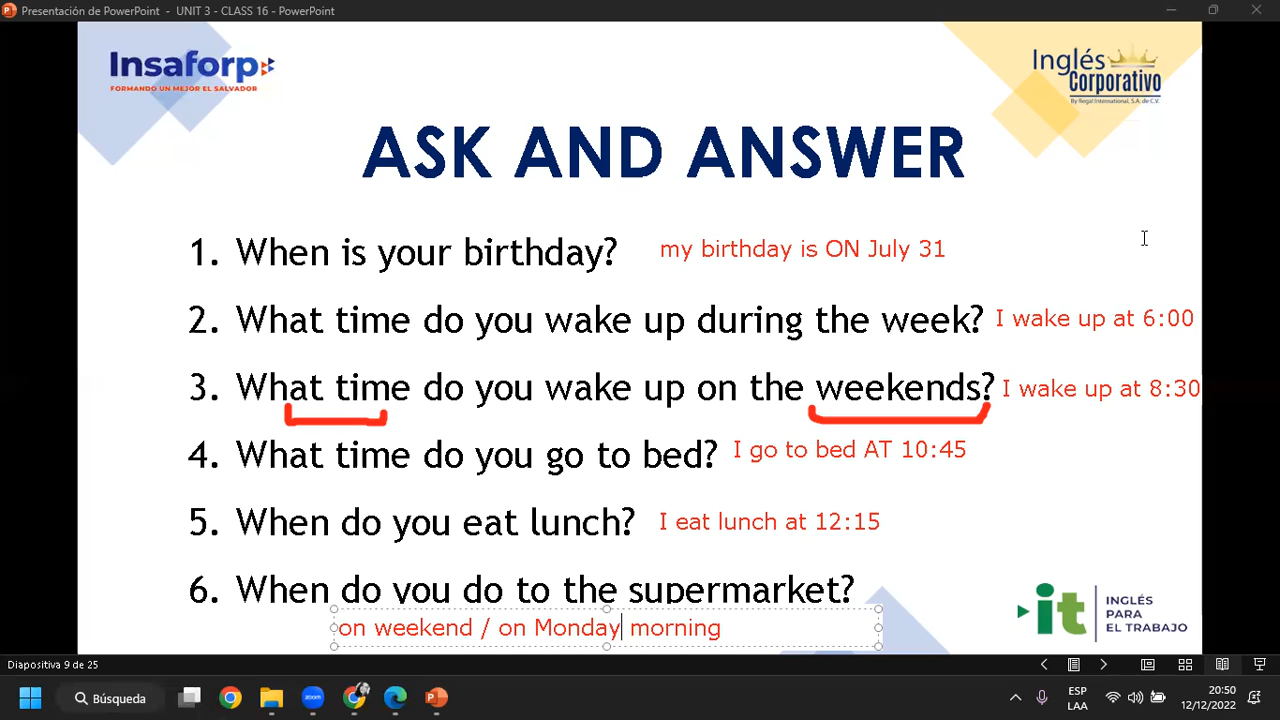 Presentación de PowerPoint - UNIT 3 - CLASS 16 - PowerPoint
Insaforp
FORMANDO UN MEJOR EL SALVADOR
Inglés
Corporativo
By Regal International, S.A. de C.V.
ASK AND ANSWER
1. When is your birthday? my birthday is ON July 31
2. What time do you wake up during the week? I wake up at 6:00
3. What time do you wake up on the weekends? I wake up at 8:30
4. What time do you go to bed? I go to bed AT 10:45
5. When do you eat lunch? I eat lunch at 12:15
6. When do you do to the supermarket?
on weekend / on Monday morning
it
INGLÉS
PARA
EL TRABAJO
Diapositiva 9 de 25
Búsqueda
zoom
ESP
LAA
20:50
12/12/2022